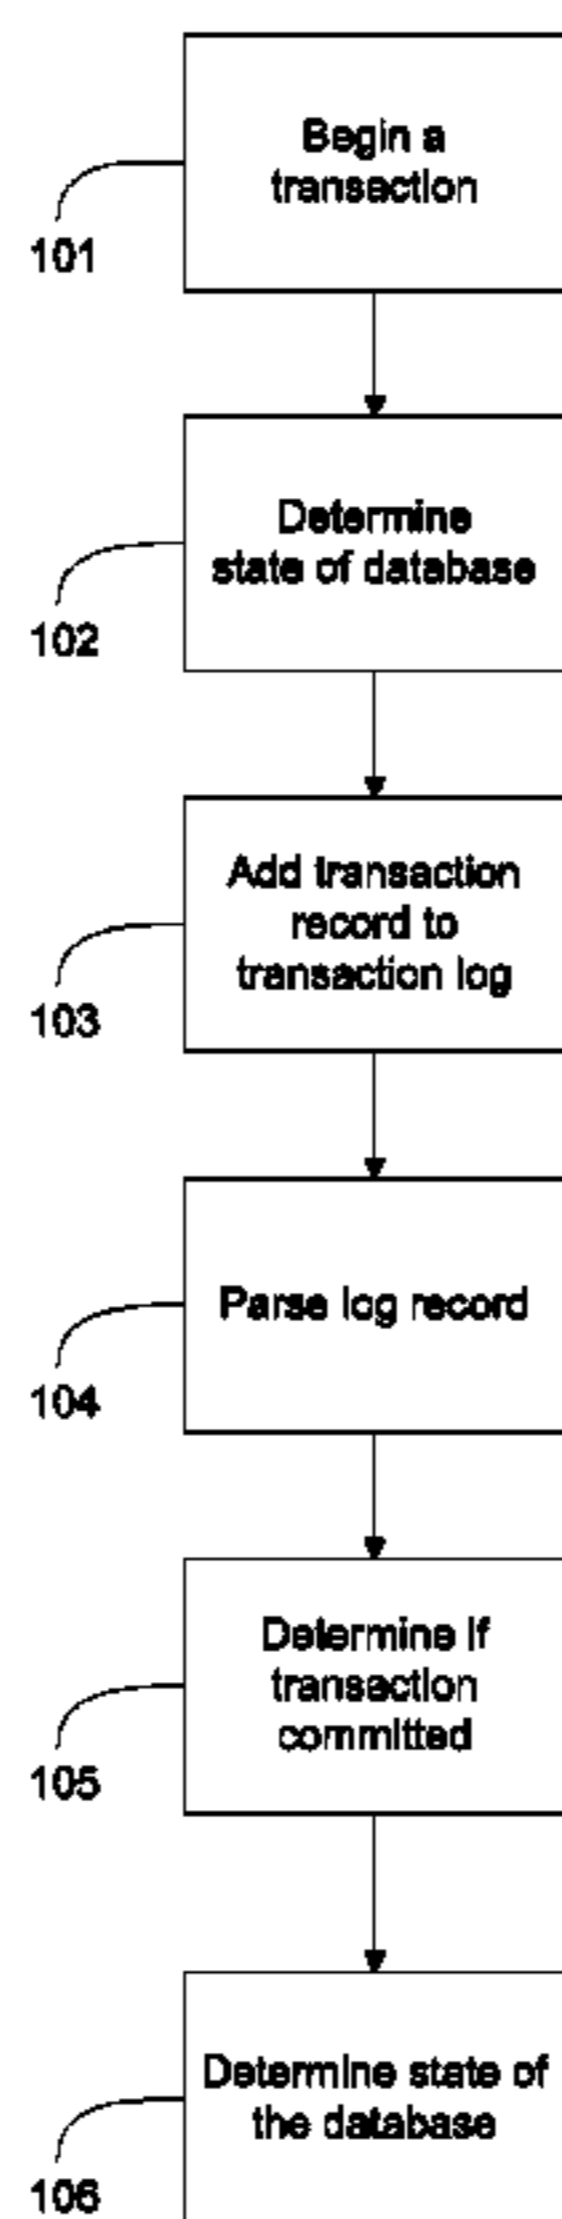 Begin a
transaction
101
Determine
state of database
102
Add transaction
record to
transaction log
103
Parse log record
104
Determine if
transaction
committed
105
Determine state of
the database
106